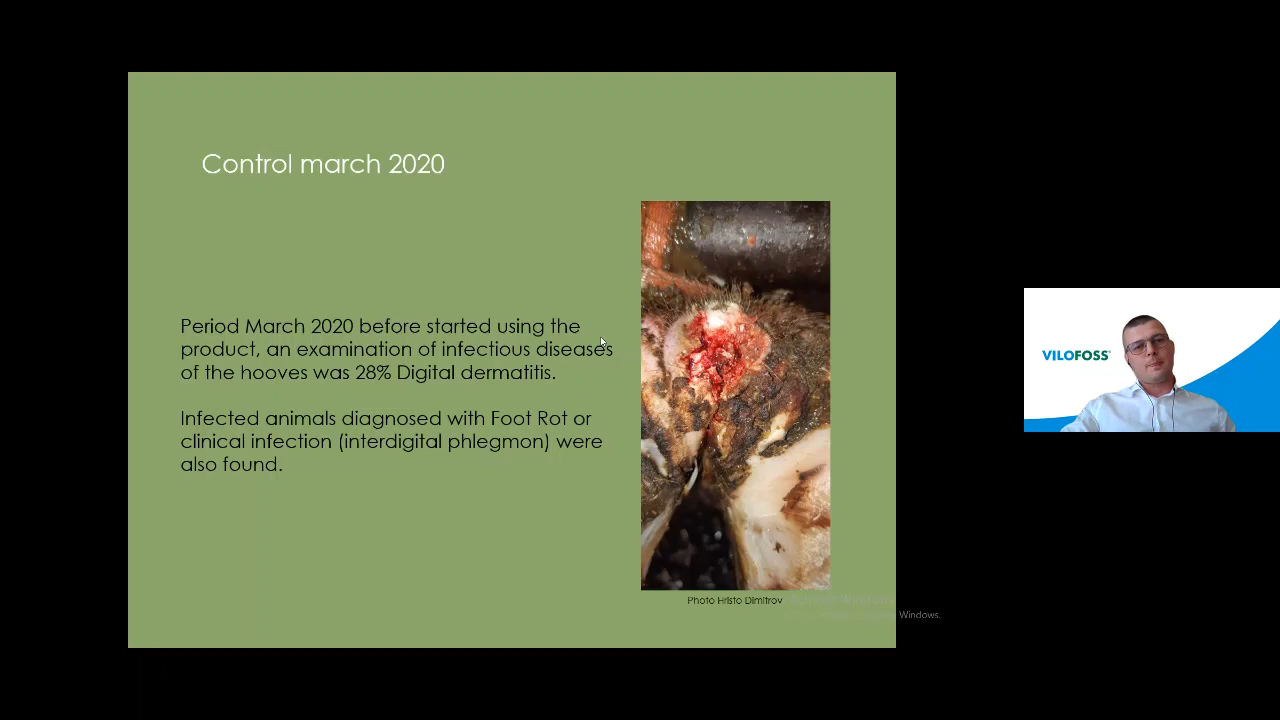 Control march 2020
Period March 2020 before started using the
product, an examination of infectious diseases
of the hooves was 28% Digital dermatitis.
Infected animals diagnosed with Foot Rot or
clinical infection (interdigital phlegmon) were
also found.
Photo Hristo Dimitrov
Windows.
VILOFOSS®